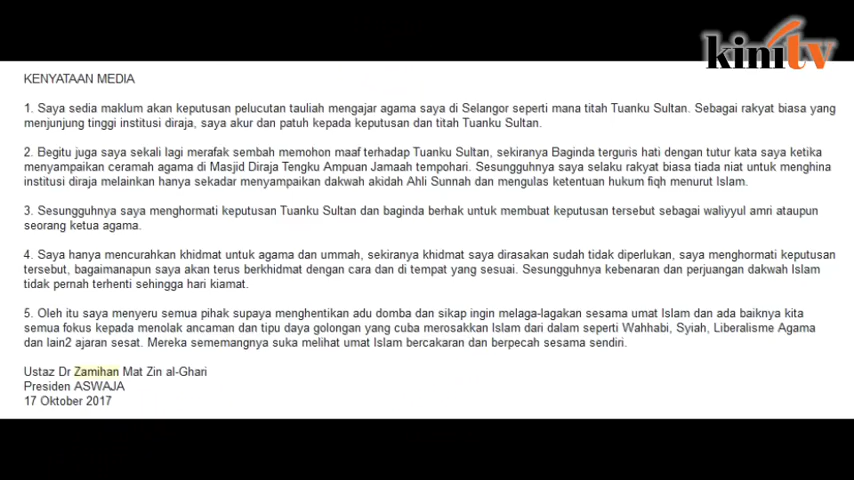 kinitv
KENYATAAN MEDIA
1. Saya sedia maklum akan keputusan pelucutan tauliah mengajar agama saya di Selangor seperti mana titah Tuanku Sultan. Sebagai rakyat biasa yang
menjunjung tinggi institusi diraja, saya akur dan patuh kepada keputusan dan titah Tuanku Sultan.
2. Begitu juga saya sekali lagi merafak sembah memohon maaf terhadap Tuanku Sultan, sekiranya Baginda terguris hati dengan tutur kata saya ketika
menyampaikan ceramah agama di Masjid Diraja Tengku Ampuan Jamaah tempohari. Sesungguhnya saya selaku rakyat biasa tiada niat untuk menghina
institusi diraja melainkan hanya sekadar menyampaikan dakwah akidah Ahli Sunnah dan mengulas ketentuan hukum fiqh menurut Islam.
3. Sesungguhnya saya menghormati keputusan Tuanku Sultan dan baginda berhak untuk membuat keputusan tersebut sebagai waliyyul amri ataupun
seorang ketua agama.
4. Saya hanya mencurahkan khidmat untuk agama dan ummah, sekiranya khidmat saya dirasakan sudah tidak diperlukan, saya menghormati keputusan
tersebut, bagaimanapun saya akan terus berkhidmat dengan cara dan di tempat yang sesuai. Sesungguhnya kebenaran dan perjuangan dakwah Islam
tidak pernah terhenti sehingga hari kiamat.
5. Oleh itu saya menyeru semua pihak supaya menghentikan adu domba dan sikap ingin melaga-lagakan sesama umat Islam dan ada baiknya kita
semua fokus kepada menolak ancaman dan tipu daya golongan yang cuba merosakkan Islam dari dalam seperti Wahhabi, Syiah, Liberalisme Agama
dan lain2 ajaran sesat. Mereka sememangnya suka melihat umat Islam bercakaran dan berpecah sesama sendiri.
Ustaz Dr Zamihan Mat Zin al-Ghari
Presiden ASWAJA
17 Oktober 2017